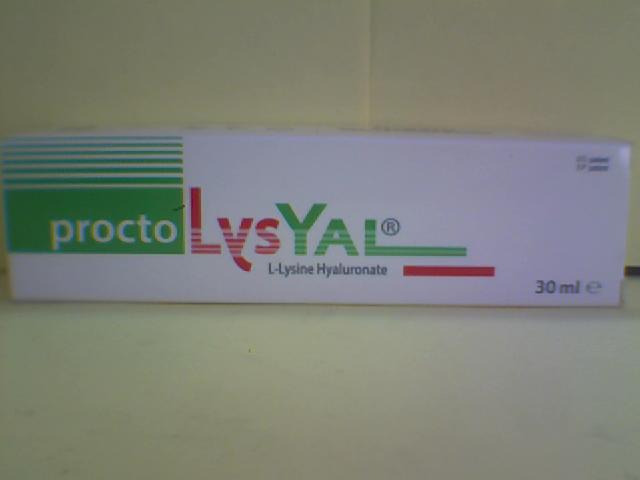 procto LysYAL®
L-Lysine Hyaluronate
30 ml ℮